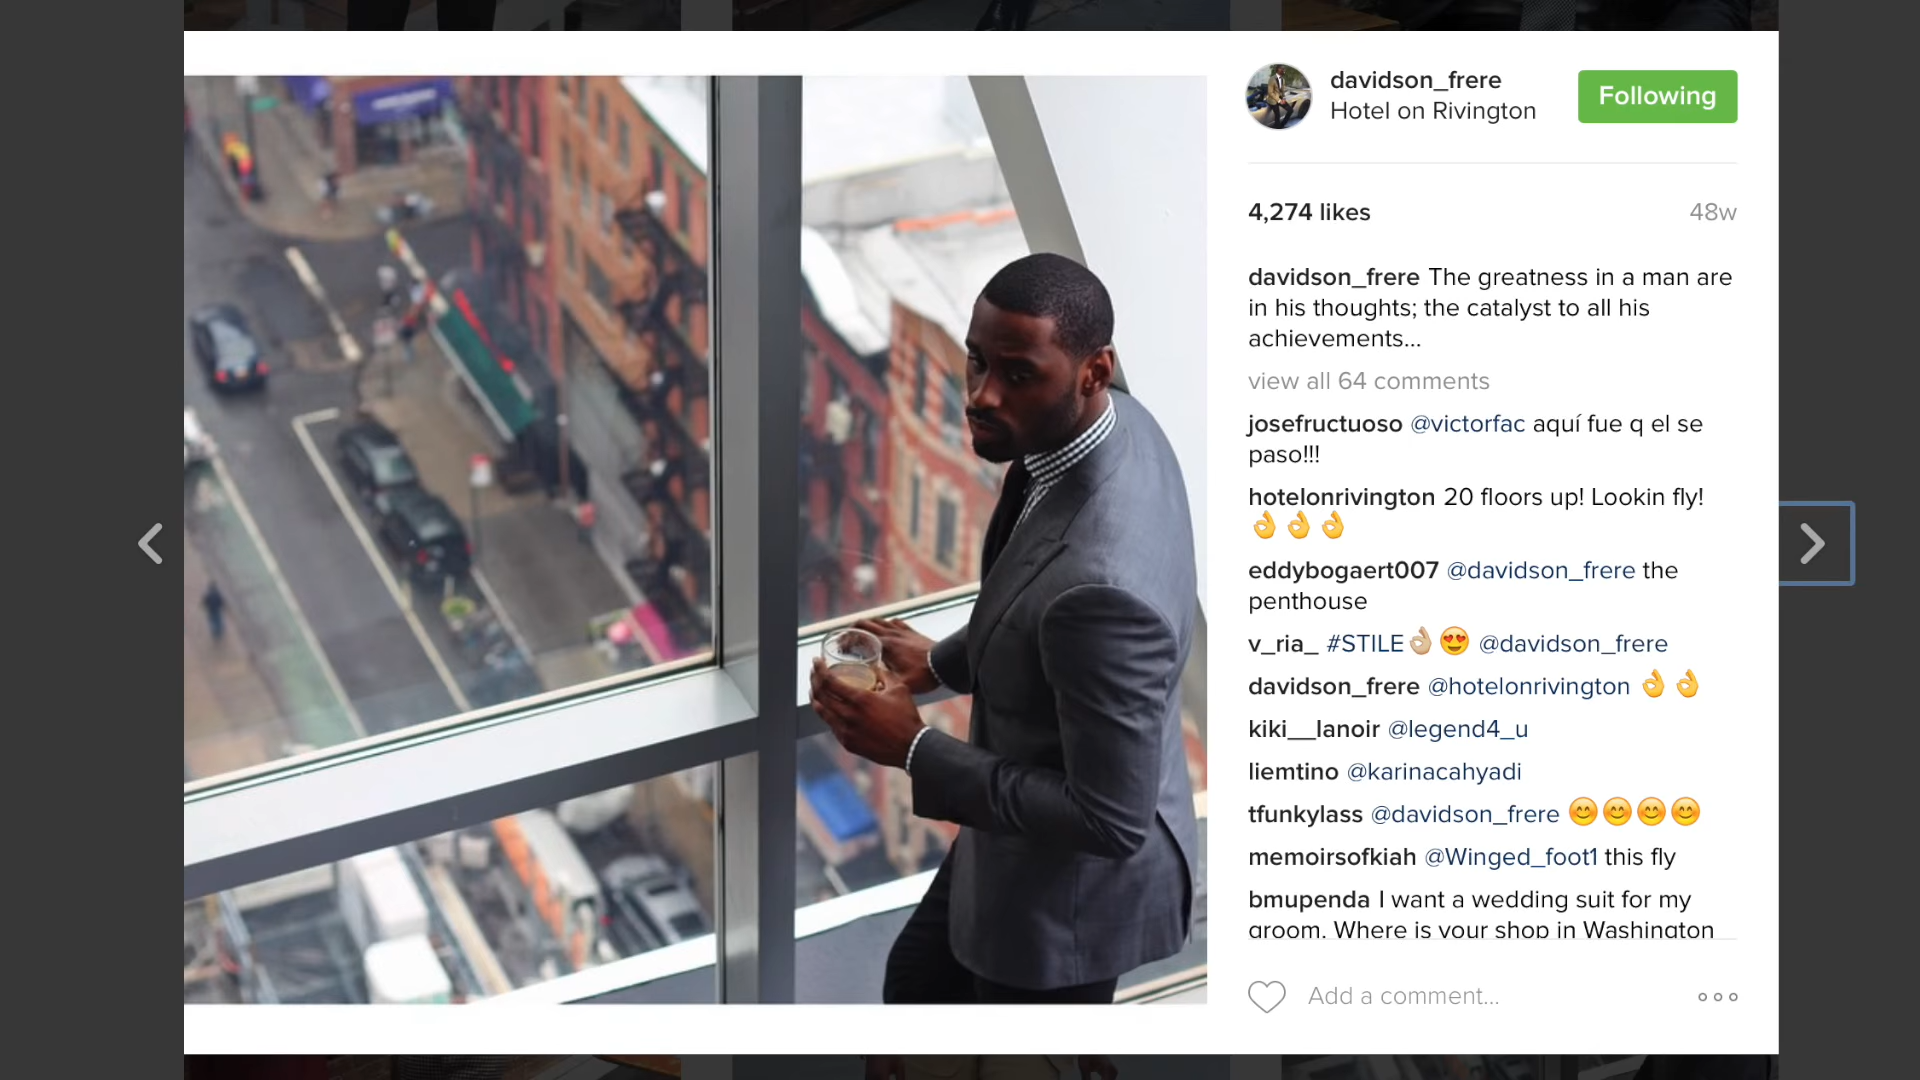 davidson_frere
Hotel on Rivington
Following
4,274 likes
48w
davidson_frere The greatness in a man are
in his thoughts; the catalyst to all his
achievements...
view all 64 comments
josefructuoso @victorfac aquí fue q el se
paso!!!
hotelonrivington 20 floors up! Lookin fly!
👌👌👌
eddybogaert007 @davidson_frere the
penthouse
v_ria_ #STILE👌🏼😍 @davidson_frere
davidson_frere @hotelonrivington 👌👌
kiki__lanoir @legend4_u
liemtino @karinacahyadi
tfunkylass @davidson_frere 😊😊😊😊
memoirsofkiah @Winged_foot1 this fly
bmupenda I want a wedding suit for my
groom. Where is your shop in Washington
Add a comment...